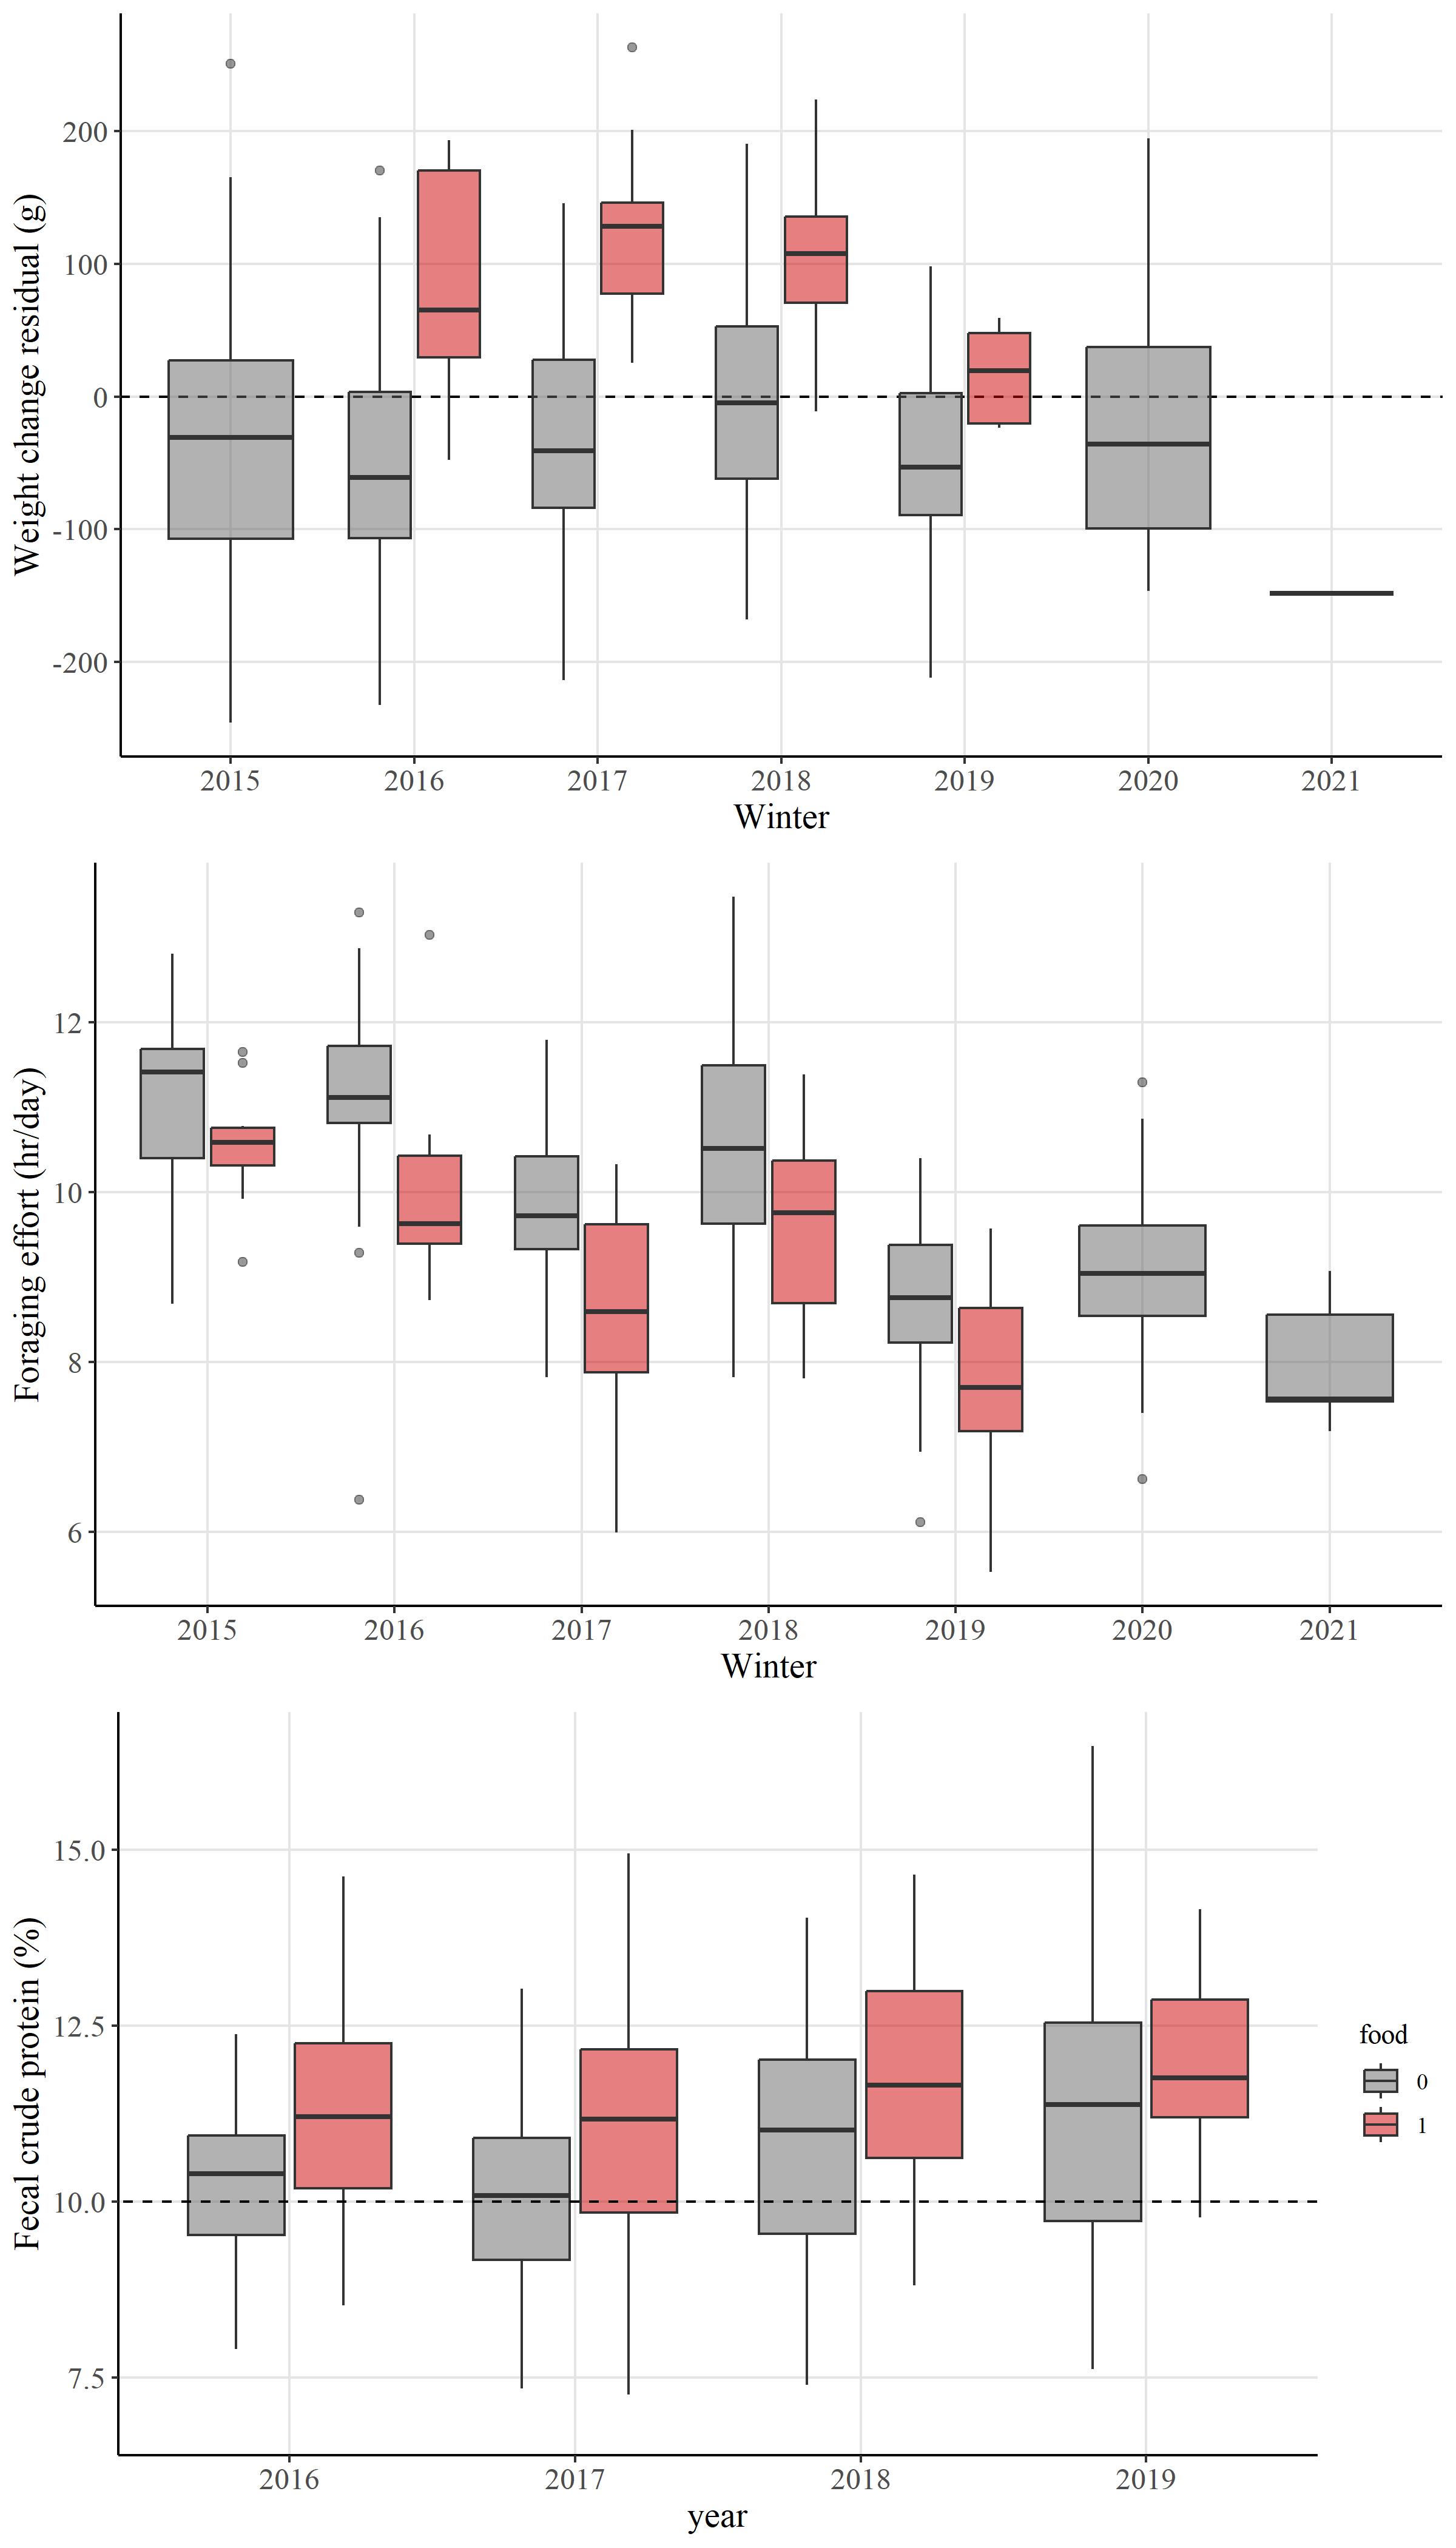 Weight change residual (g)
200
100
0
-100
-200
2015 2016 2017 2018 2019 2020 2021
Winter
Foraging effort (hr/day)
12
10
8
6
2015 2016 2017 2018 2019 2020 2021
Winter
Fecal crude protein (%)
15.0
12.5
10.0
7.5
2016 2017 2018 2019
year
food
0
1